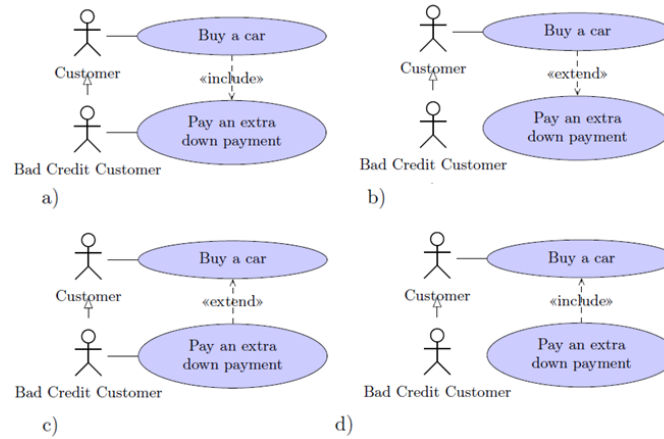 Buy a car
Customer
«include»
Pay an extra
down payment
Bad Credit Customer
a)
Buy a car
Customer
«extend»
Pay an extra
down payment
Bad Credit Customer
b)
Buy a car
Customer
«extend»
Pay an extra
down payment
Bad Credit Customer
c)
Buy a car
Customer
«include»
Pay an extra
down payment
Bad Credit Customer
d)